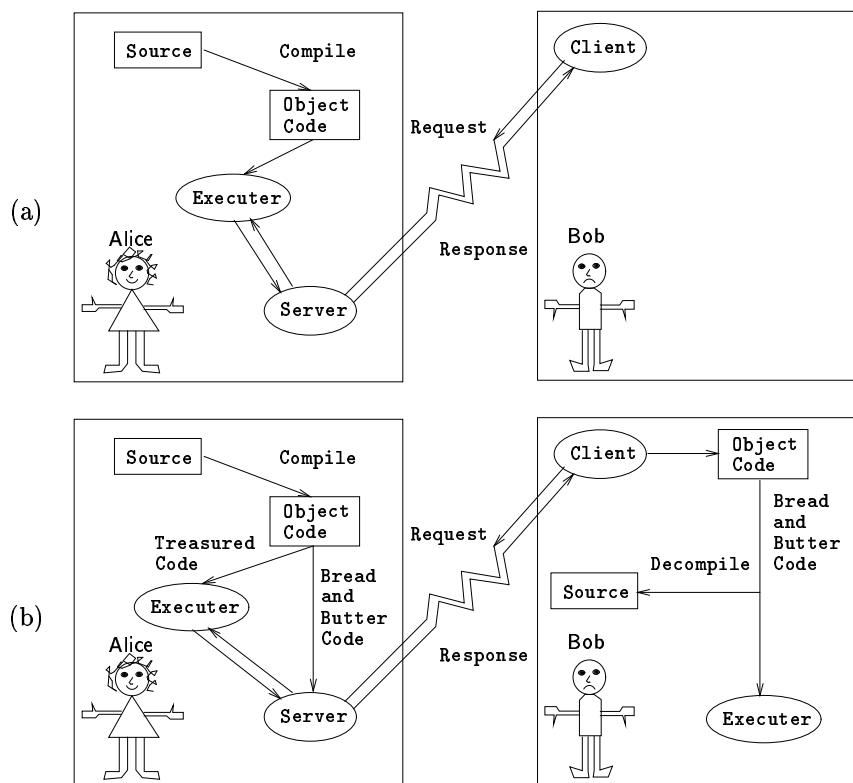 Source
Compile
Object
Code
Executer
Server
Alice
(a)
Request
Response
Client
Bob
Source
Compile
Object
Code
Treasured
Code
Executer
Bread
and
Butter
Code
Server
Alice
(b)
Request
Response
Client
Object
Code
Bread
and
Butter
Code
Decompile
Source
Bob
Executer